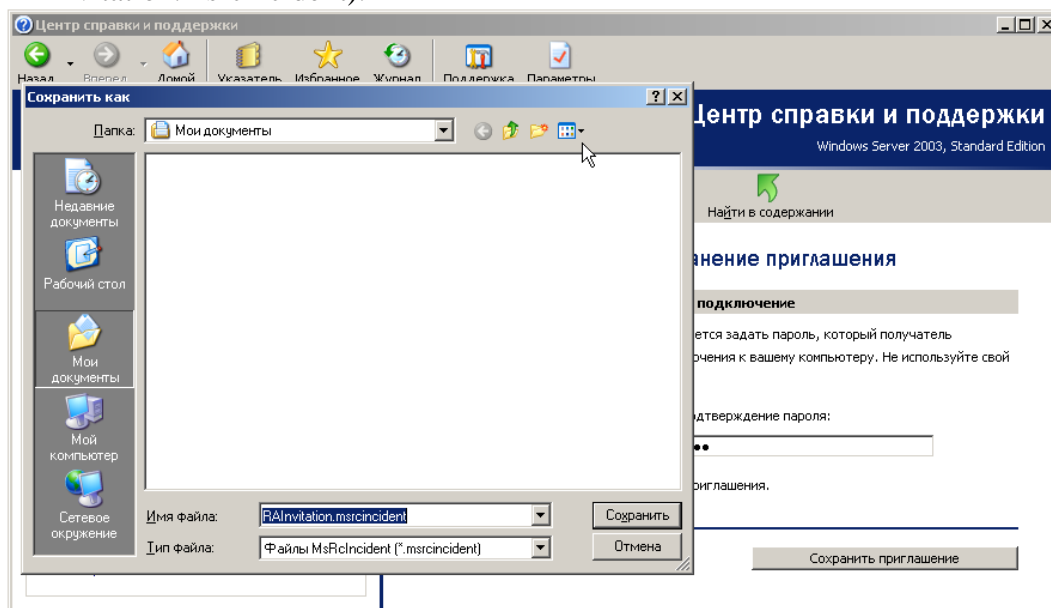 Центр справки и поддержки
Назад Вперед Домой Указатель Избранное Журнал Поддержка Параметры
Сохранить как
Папка: Мои документы
Центр справки и поддержки
Windows Server 2003, Standard Edition
Недавние
документы
Найти в содержании
Рабочий стол
анение приглашения
подключение
ется задать пароль, который получатель
Мои
документы
ючения к вашему компьютеру. Не используйте свой
Мой
компьютер
дтверждение пароля:
Сетевое
окружение
риглашения.
Имя файла: RAInvitation.msrcincident Сохранить
Тип файла: Файлы MsRcIncident (*.msrcincident) Отмена
Сохранить приглашение